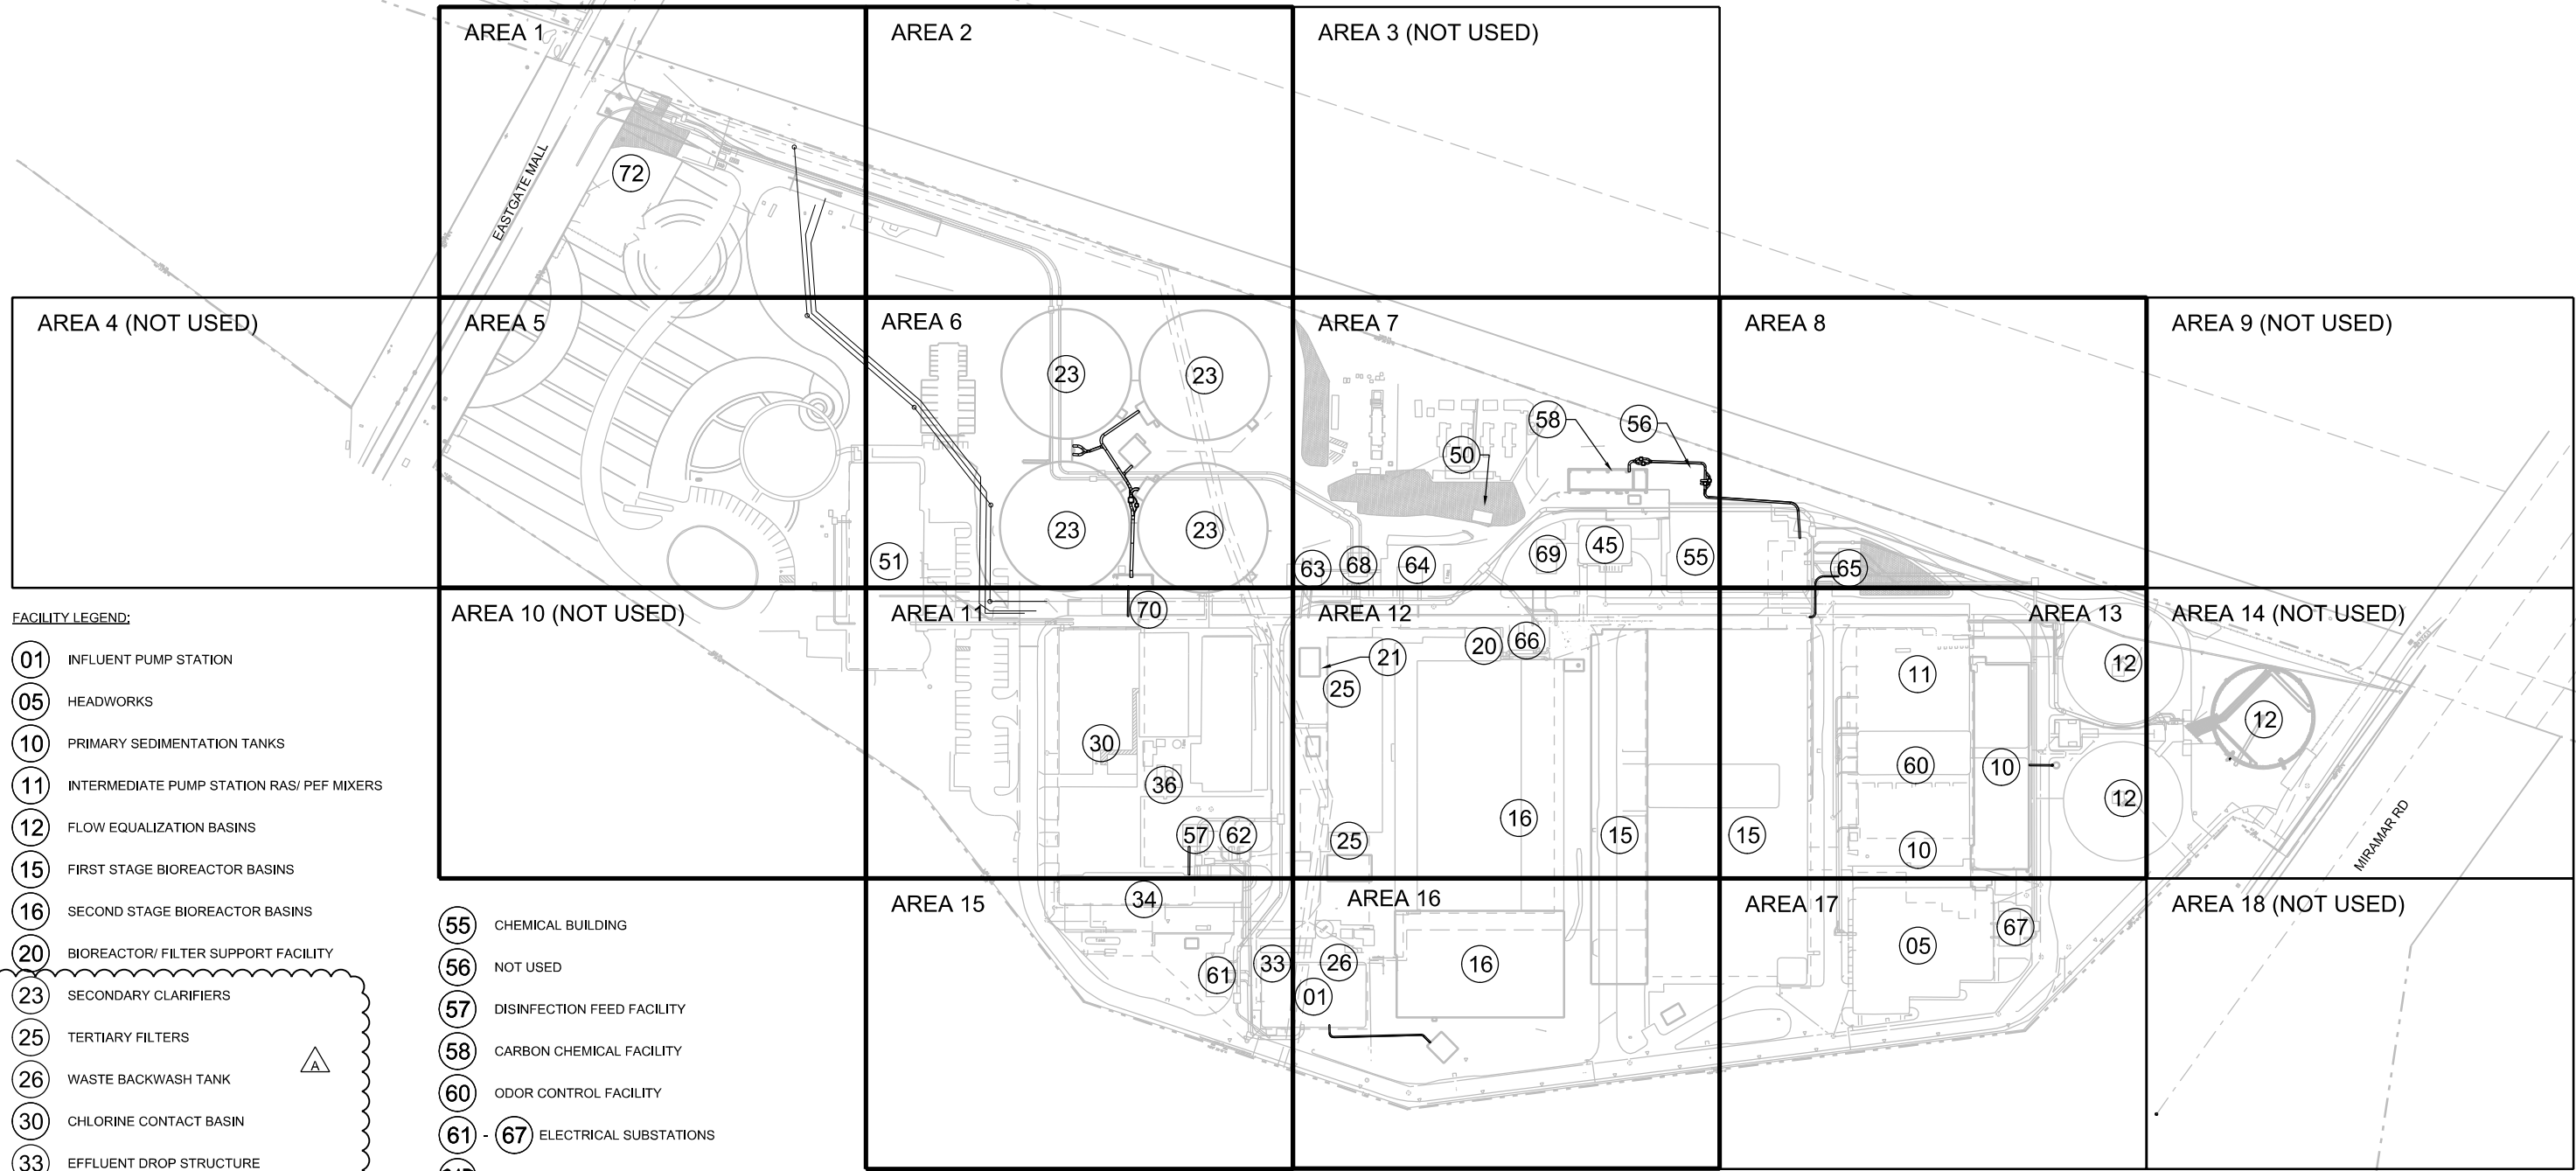 AREA 1
AREA 2
AREA 3 (NOT USED)
72
EASTGATE MALL
AREA 4 (NOT USED)
AREA 5
AREA 6
AREA 7
AREA 8
AREA 9 (NOT USED)
23
23
58
56
50
23
23
51
63
68
64
69
45
55
65
AREA 10 (NOT USED)
AREA 11
70
AREA 12
AREA 13
AREA 14 (NOT USED)
21
20
66
25
11
12
12
30
36
60
10
12
57
62
25
16
15
15
10
MIRAMAR RD
34
AREA 15
AREA 16
AREA 17
AREA 18 (NOT USED)
61
33
26
01
16
05
67
FACILITY LEGEND:
01 INFLUENT PUMP STATION
05 HEADWORKS
10 PRIMARY SEDIMENTATION TANKS
11 INTERMEDIATE PUMP STATION RAS/ PEF MIXERS
12 FLOW EQUALIZATION BASINS
15 FIRST STAGE BIOREACTOR BASINS
16 SECOND STAGE BIOREACTOR BASINS
20 BIOREACTOR/ FILTER SUPPORT FACILITY
23 SECONDARY CLARIFIERS
25 TERTIARY FILTERS
A
26 WASTE BACKWASH TANK
30 CHLORINE CONTACT BASIN
33 EFFLUENT DROP STRUCTURE
55 CHEMICAL BUILDING
56 NOT USED
57 DISINFECTION FEED FACILITY
58 CARBON CHEMICAL FACILITY
60 ODOR CONTROL FACILITY
61 - 67 ELECTRICAL SUBSTATIONS